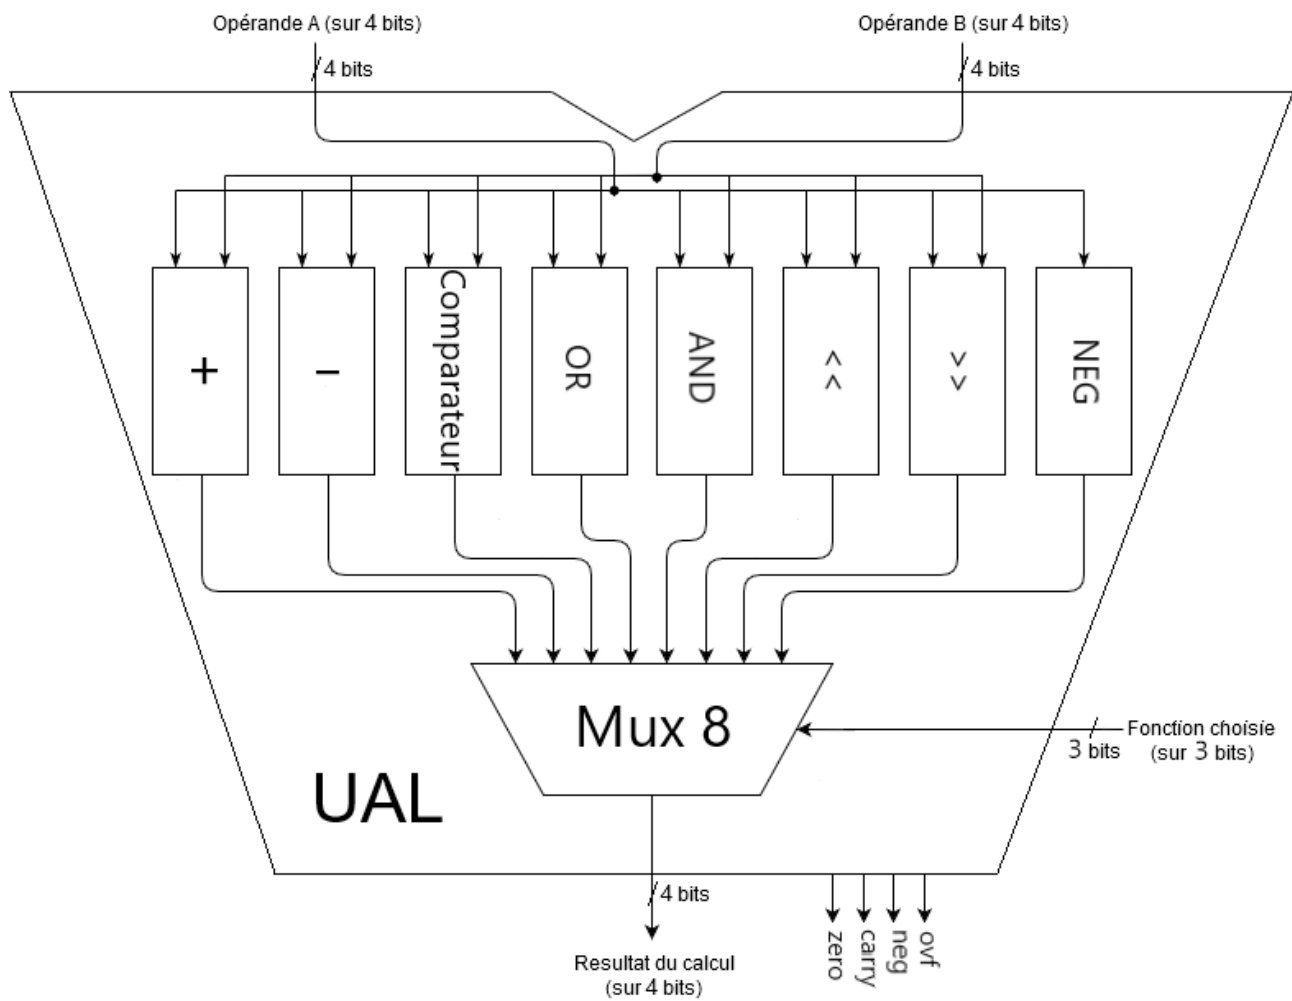 Opérande A (sur 4 bits)
Opérande B (sur 4 bits)
4 bits
4 bits
+
−
Comparateur
OR
AND
<<
>>
NEG
Mux 8
Fonction choisie
(sur 3 bits)
3 bits
UAL
4 bits
zero
carry
neg
ovf
Resultat du calcul
(sur 4 bits)